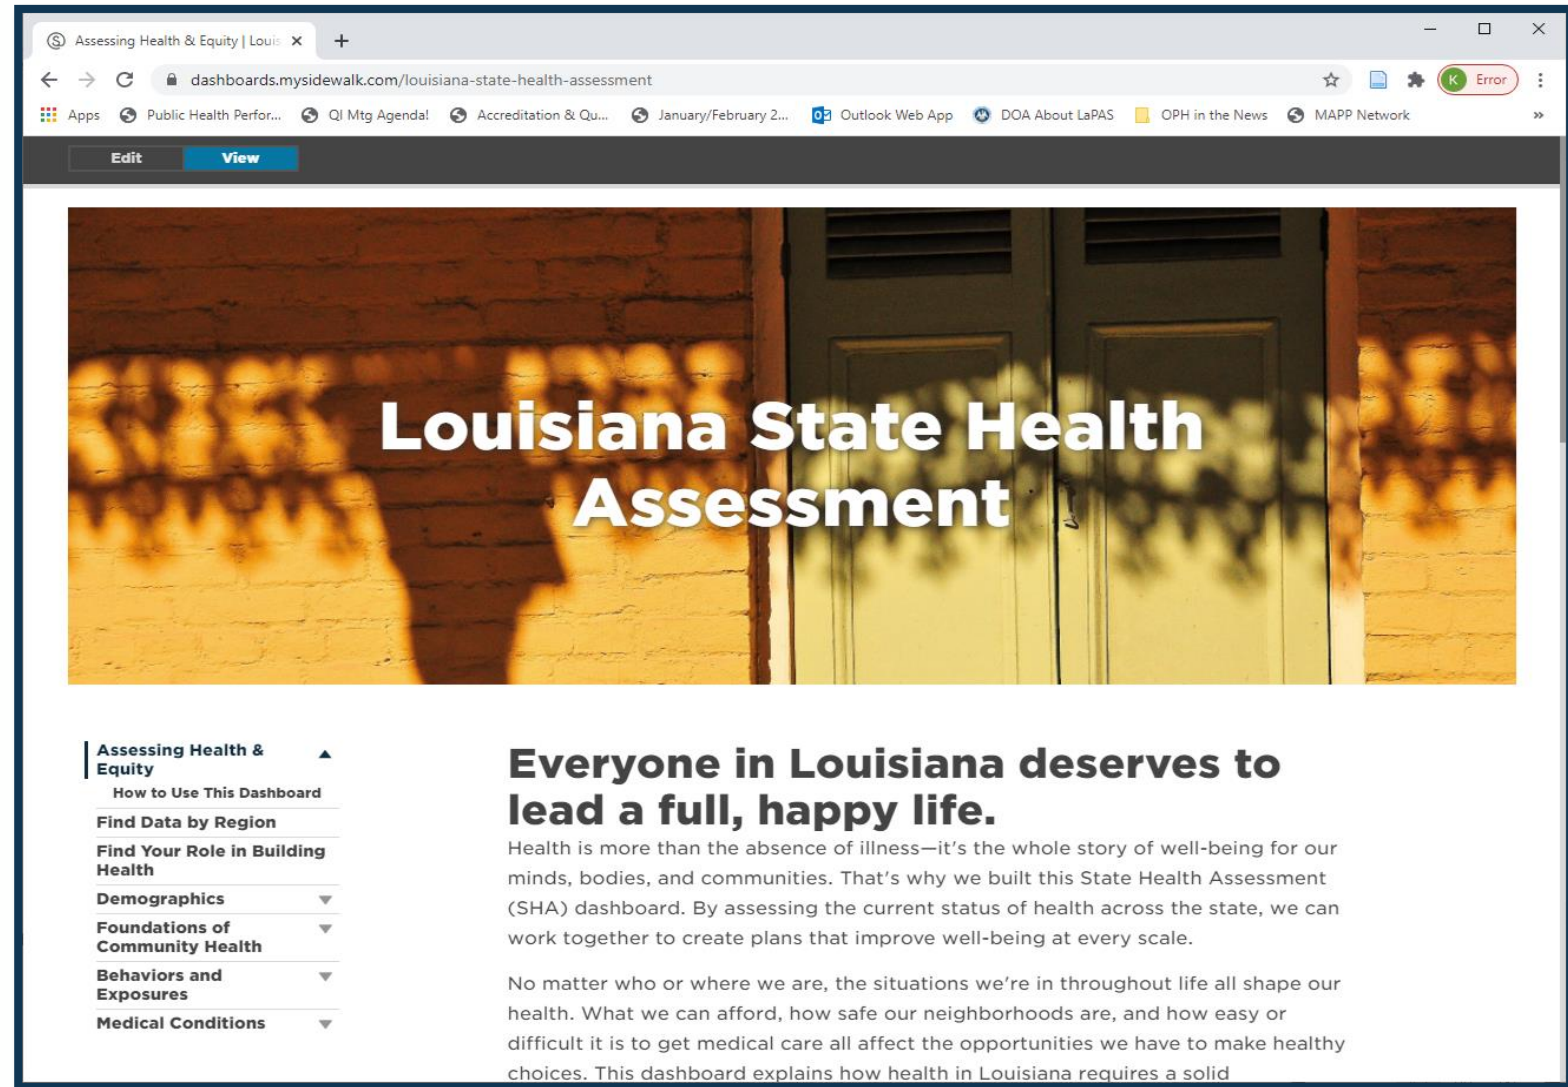 Assessing Health & Equity | Louis
dashboards.mysidewalk.com/louisiana-state-health-assessment
K Error
Apps Public Health Perfor... QI Mtg Agenda! Accreditation & Qu... January/February 2... Outlook Web App DOA About LaPAS OPH in the News MAPP Network »
Edit View
Louisiana State Health
Assessment
Assessing Health &
Equity
How to Use This Dashboard
Find Data by Region
Find Your Role in Building
Health
Demographics
Foundations of
Community Health
Behaviors and
Exposures
Medical Conditions
Everyone in Louisiana deserves to
lead a full, happy life.
Health is more than the absence of illness—it's the whole story of well-being for our
minds, bodies, and communities. That's why we built this State Health Assessment
(SHA) dashboard. By assessing the current status of health across the state, we can
work together to create plans that improve well-being at every scale.
No matter who or where we are, the situations we're in throughout life all shape our
health. What we can afford, how safe our neighborhoods are, and how easy or
difficult it is to get medical care all affect the opportunities we have to make healthy
choices. This dashboard explains how health in Louisiana requires a solid